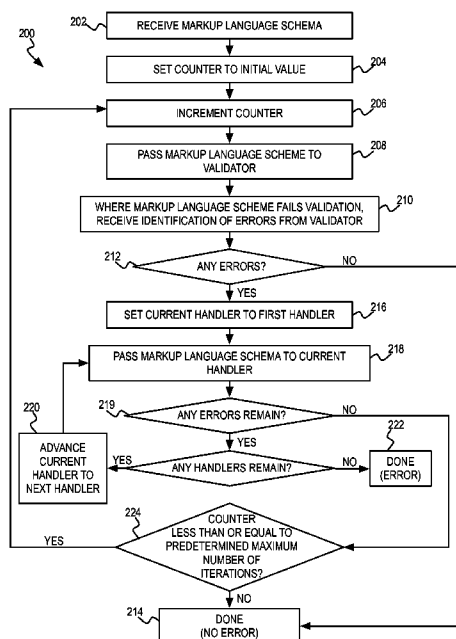 200
202
RECEIVE MARKUP LANGUAGE SCHEMA
SET COUNTER TO INITIAL VALUE
204
INCREMENT COUNTER
206
PASS MARKUP LANGUAGE SCHEME TO
VALIDATOR
208
WHERE MARKUP LANGUAGE SCHEME FAILS VALIDATION,
RECEIVE IDENTIFICATION OF ERRORS FROM VALIDATOR
210
212
ANY ERRORS?
NO
YES
SET CURRENT HANDLER TO FIRST HANDLER
216
PASS MARKUP LANGUAGE SCHEMA TO CURRENT
HANDLER
218
219
ANY ERRORS REMAIN?
NO
YES
220
ADVANCE
CURRENT
HANDLER TO
NEXT HANDLER
YES
ANY HANDLERS REMAIN?
NO
222
DONE
(ERROR)
224
COUNTER
LESS THAN OR EQUAL TO
PREDETERMINED MAXIMUM
NUMBER OF
ITERATIONS?
YES
NO
214
DONE
(NO ERROR)